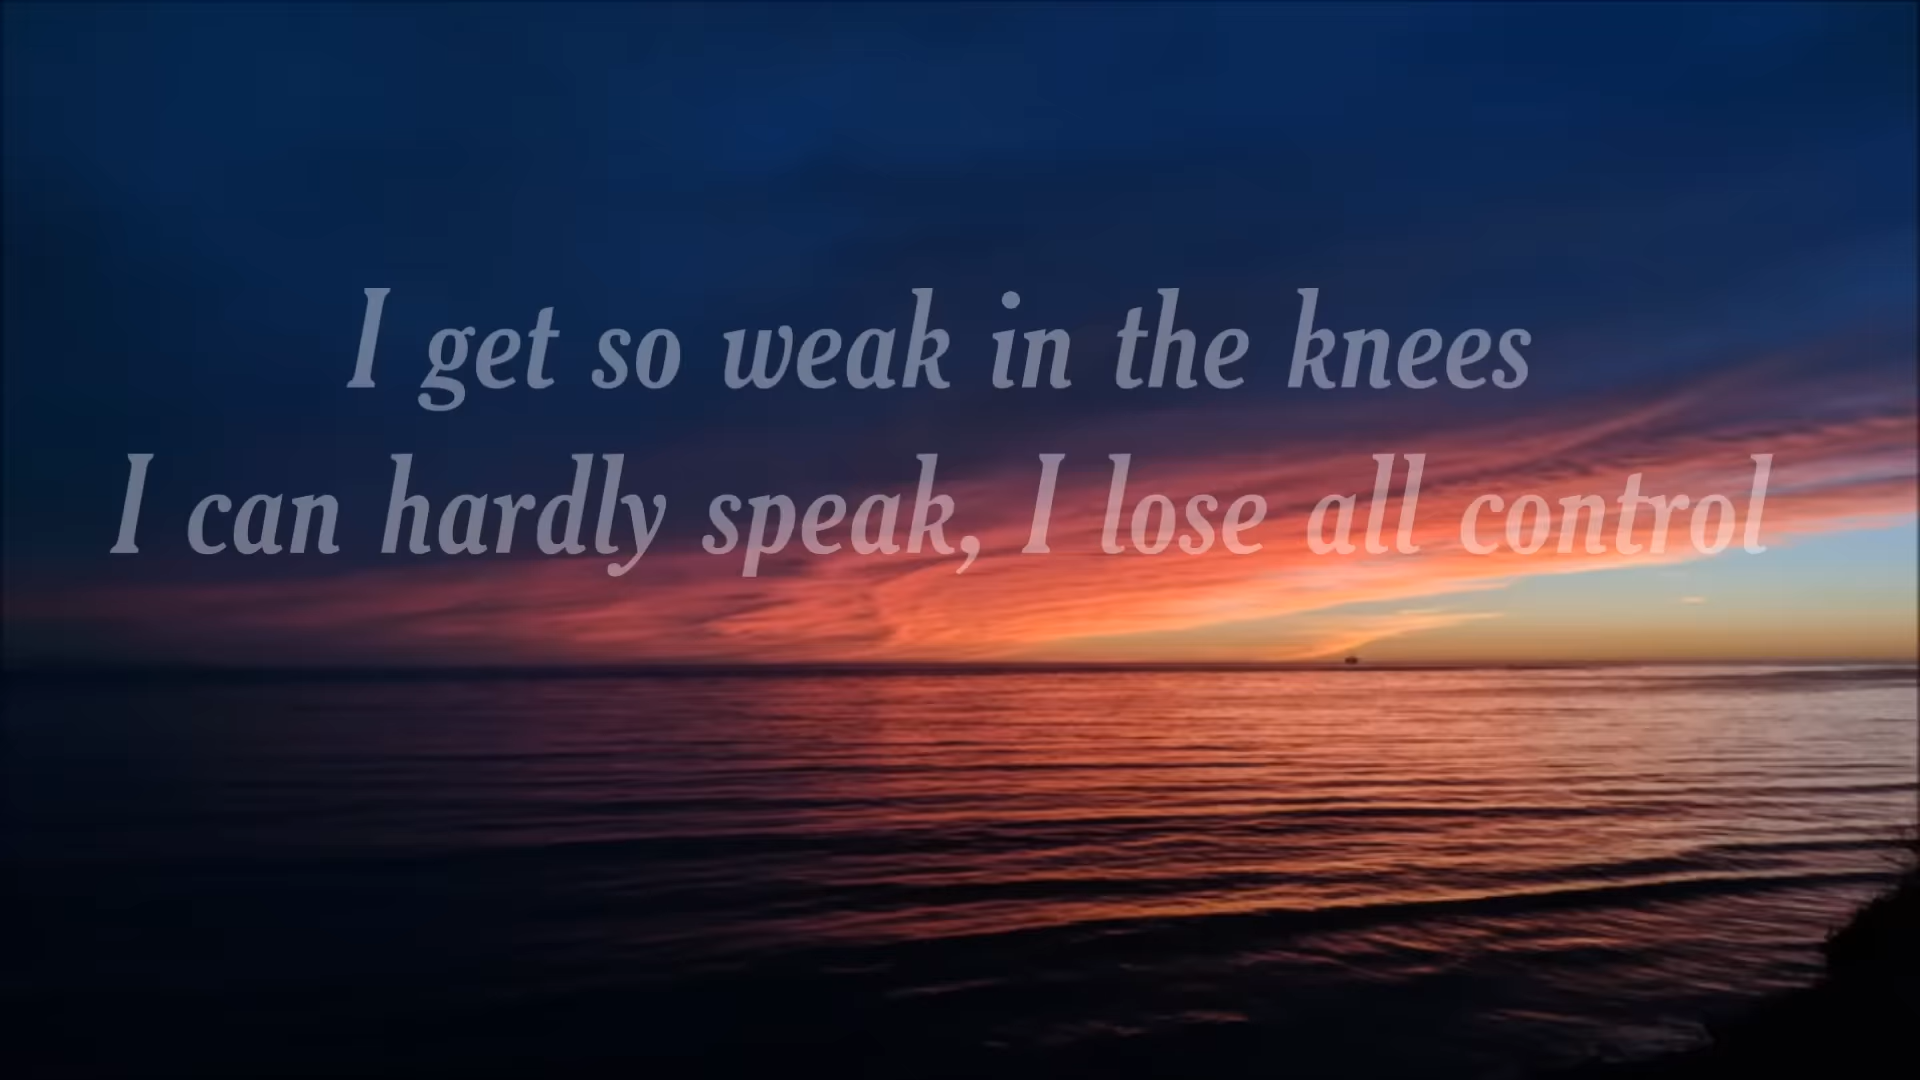 I get so weak in the knees
I can hardly speak, I lose all control